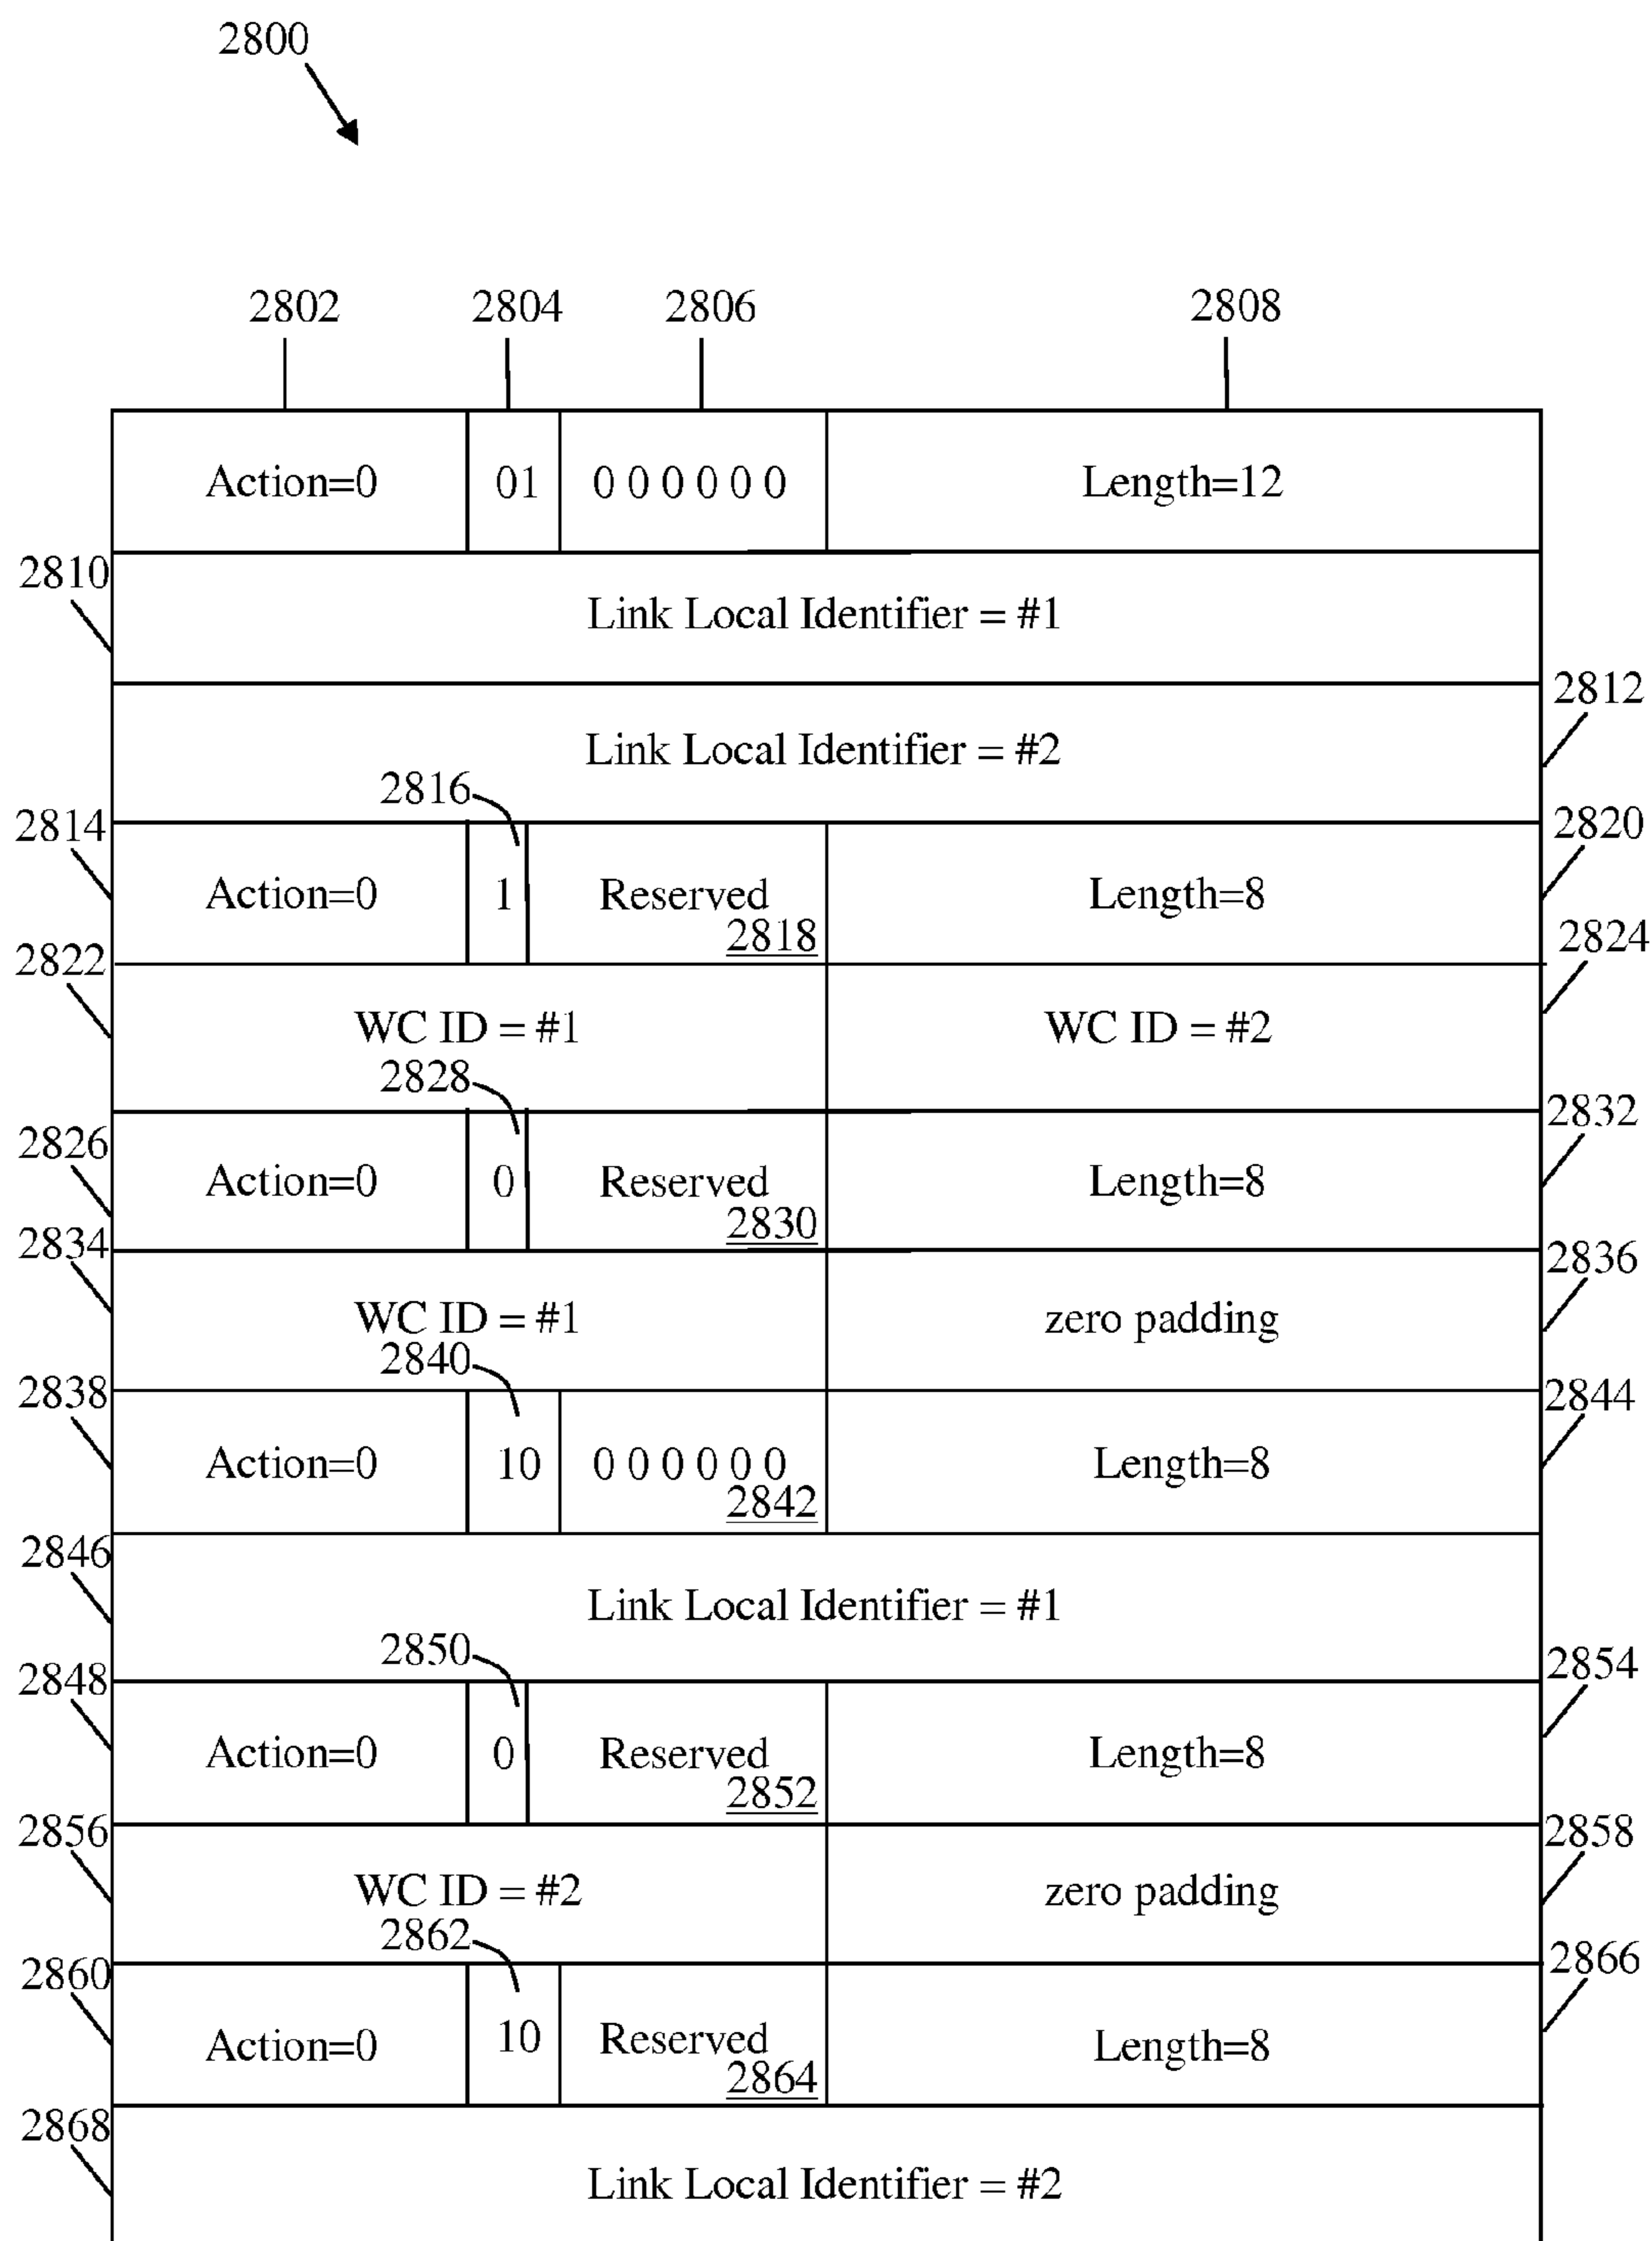 2800
2802 2804 2806 2808
Action=0 01 0 0 0 0 0 0 Length=12
2810
Link Local Identifier = #1
2812
Link Local Identifier = #2
2816
2814 2820
Action=0 1 Reserved Length=8
2818
2822 2824
WC ID = #1 WC ID = #2
2828
2826 2832
Action=0 0 Reserved Length=8
2830
2834 2836
WC ID = #1 zero padding
2840
2838 2844
Action=0 10 0 0 0 0 0 0 Length=8
2842
2846
Link Local Identifier = #1
2850
2848 2854
Action=0 0 Reserved Length=8
2852
2856 2858
WC ID = #2 zero padding
2862
2860 2866
Action=0 10 Reserved Length=8
2864
2868
Link Local Identifier = #2